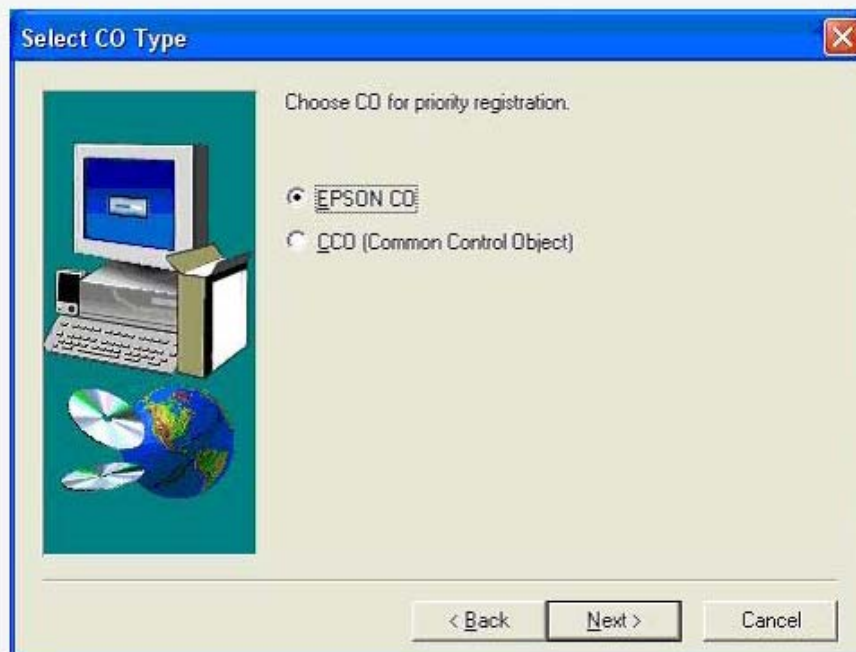 Select CO Type
Choose CO for priority registration.
EPSON CO
CCO (Common Control Object)
< Back
Next >
Cancel